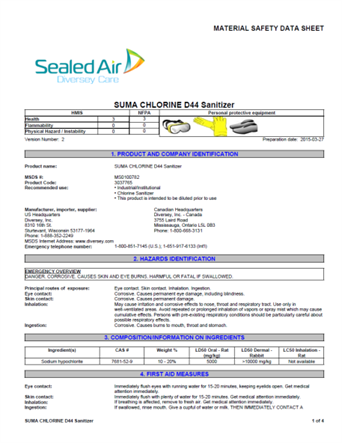 MATERIAL SAFETY DATA SHEET
Sealed Air
Diversey Care
SUMA CHLORINE D44 Sanitizer
HMIS NFPA Personal protective equipment
Health 3 3
Flammability 0 0
Physical Hazard / Instability 0 0
Version Number: 2 Preparation date: 2015-03-27
1. PRODUCT AND COMPANY IDENTIFICATION
Product name: SUMA CHLORINE D44 Sanitizer
MSDS #: MS0100762
Product Code: 3037765
Recommended use: • Industrial/Institutional
• Chlorine Sanitizer
• This product is intended to be diluted prior to use
Manufacturer, importer, supplier:
US Headquarters Canadian Headquarters
Diversey, Inc. Diversey, Inc. - Canada
8310 16th St. 3755 Laird Road
Sturtevant, Wisconsin 53177-1964 Mississauga, Ontario L5L 0B3
Phone: 1-888-352-2249 Phone: 1-800-668-3131
MSDS Internet Address: www.diversey.com
Emergency telephone number: 1-800-851-7145 (U.S.); 1-651-917-6133 (Int'l)
2. HAZARDS IDENTIFICATION
EMERGENCY OVERVIEW
DANGER. CORROSIVE. CAUSES SKIN AND EYE BURNS. HARMFUL OR FATAL IF SWALLOWED.
Principal routes of exposure: Eye contact. Skin contact. Inhalation. Ingestion.
Eye contact: Corrosive. Causes permanent eye damage, including blindness.
Skin contact: Corrosive. Causes permanent damage.
Inhalation: May cause irritation and corrosive effects to nose, throat and respiratory tract. Use only in
well-ventilated areas. Avoid repeated or prolonged inhalation of vapors or spray mist which may cause
cumulative effects. Persons with pre-existing respiratory conditions should be particularly careful about
possible respiratory effects.
Ingestion: Corrosive. Causes burns to mouth, throat and stomach.
3. COMPOSITION/INFORMATION ON INGREDIENTS
Ingredient(s) CAS # Weight % LD50 Oral - Rat (mg/kg) LD50 Dermal - Rabbit LC50 Inhalation - Rat
Sodium hypochlorite 7681-52-9 10 - 20% 5000 >10000 mg/kg Not available
4. FIRST AID MEASURES
Eye contact: Immediately flush eyes with running water for 15-20 minutes, keeping eyelids open. Get medical
attention immediately.
Skin contact: Immediately flush with plenty of water for 15-20 minutes. Get medical attention immediately.
Inhalation: If breathing is affected, remove to fresh air. Get medical attention immediately.
Ingestion: If swallowed, rinse mouth. Give a cupful of water or milk. THEN IMMEDIATELY CONTACT A
SUMA CHLORINE D44 Sanitizer 1 of 4